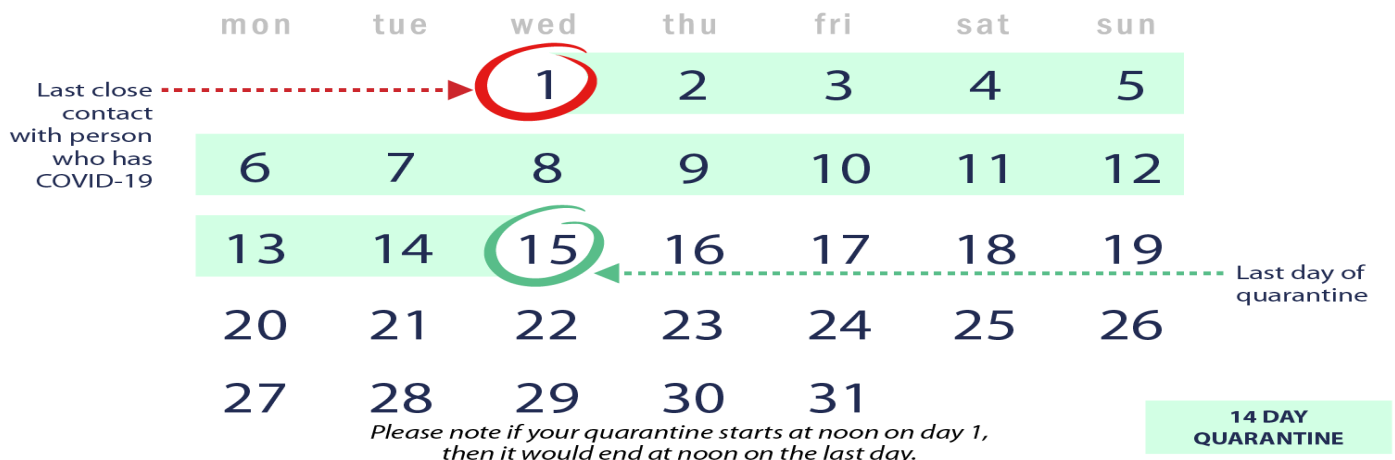 mon tue wed thu fri sat sun
1 2 3 4 5
Last close
contact
with person
who has
COVID-19
6 7 8 9 10 11 12
13 14 15 16 17 18 19
Last day of
quarantine
20 21 22 23 24 25 26
27 28 29 30 31
Please note if your quarantine starts at noon on day 1,
then it would end at noon on the last day.
14 DAY
QUARANTINE